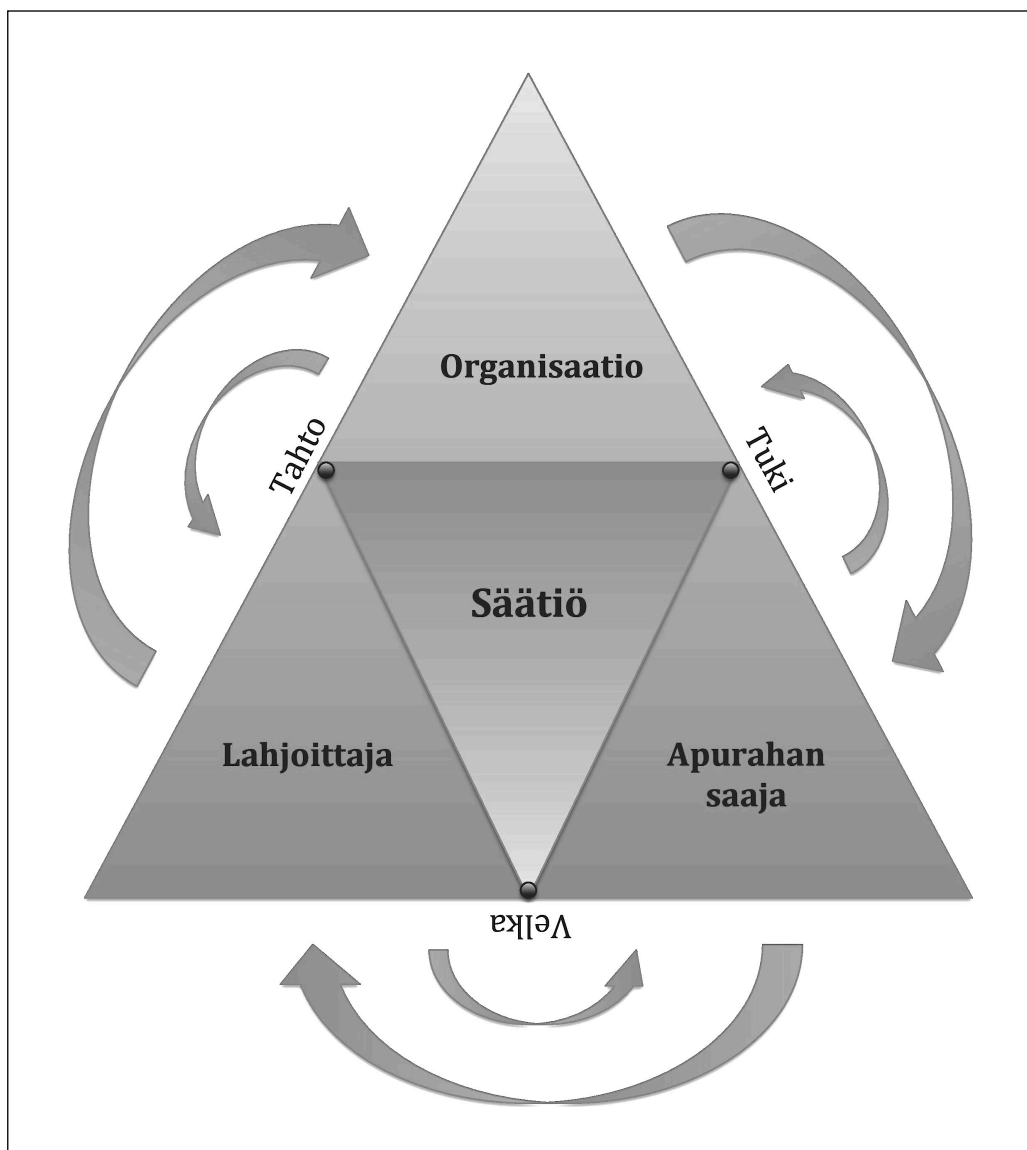 Organisaatio
Tahto
Tuki
Säätiö
Lahjoittaja
Apurahan
saaja
Velka